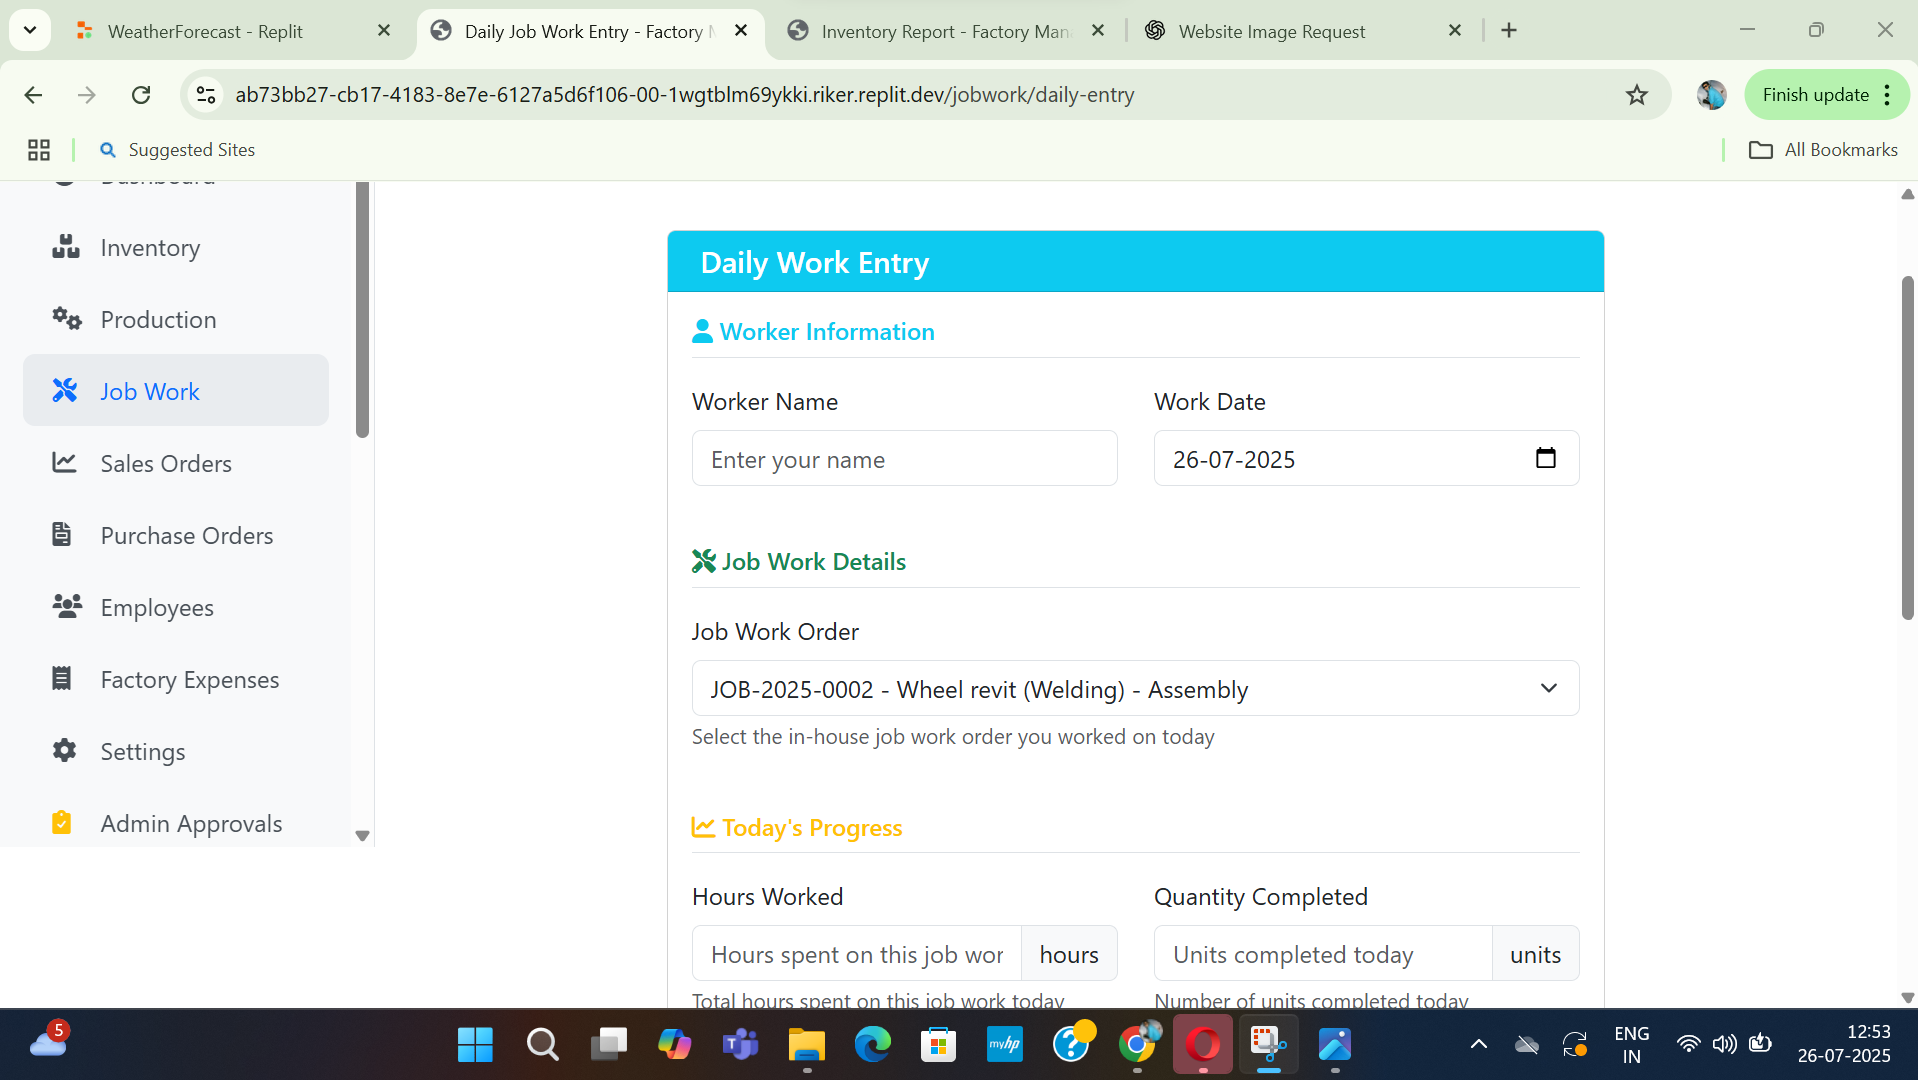 WeatherForecast - Replit
Daily Job Work Entry - Factory M
Inventory Report - Factory Man
Website Image Request
ab73bb27-cb17-4183-8e7e-6127a5d6f106-00-1wgtblm69ykki.riker.replit.dev/jobwork/daily-entry
Finish update
Suggested Sites
All Bookmarks
Dashboard
Inventory
Production
Job Work
Sales Orders
Purchase Orders
Employees
Factory Expenses
Settings
Admin Approvals
Daily Work Entry
Worker Information
Worker Name
Work Date
Enter your name
26-07-2025
Job Work Details
Job Work Order
JOB-2025-0002 - Wheel revit (Welding) - Assembly
Select the in-house job work order you worked on today
Today's Progress
Hours Worked
Quantity Completed
Hours spent on this job wor
hours
Units completed today
units
Total hours spent on this job work today
Number of units completed today
5
myhp
ENG
IN
12:53
26-07-2025